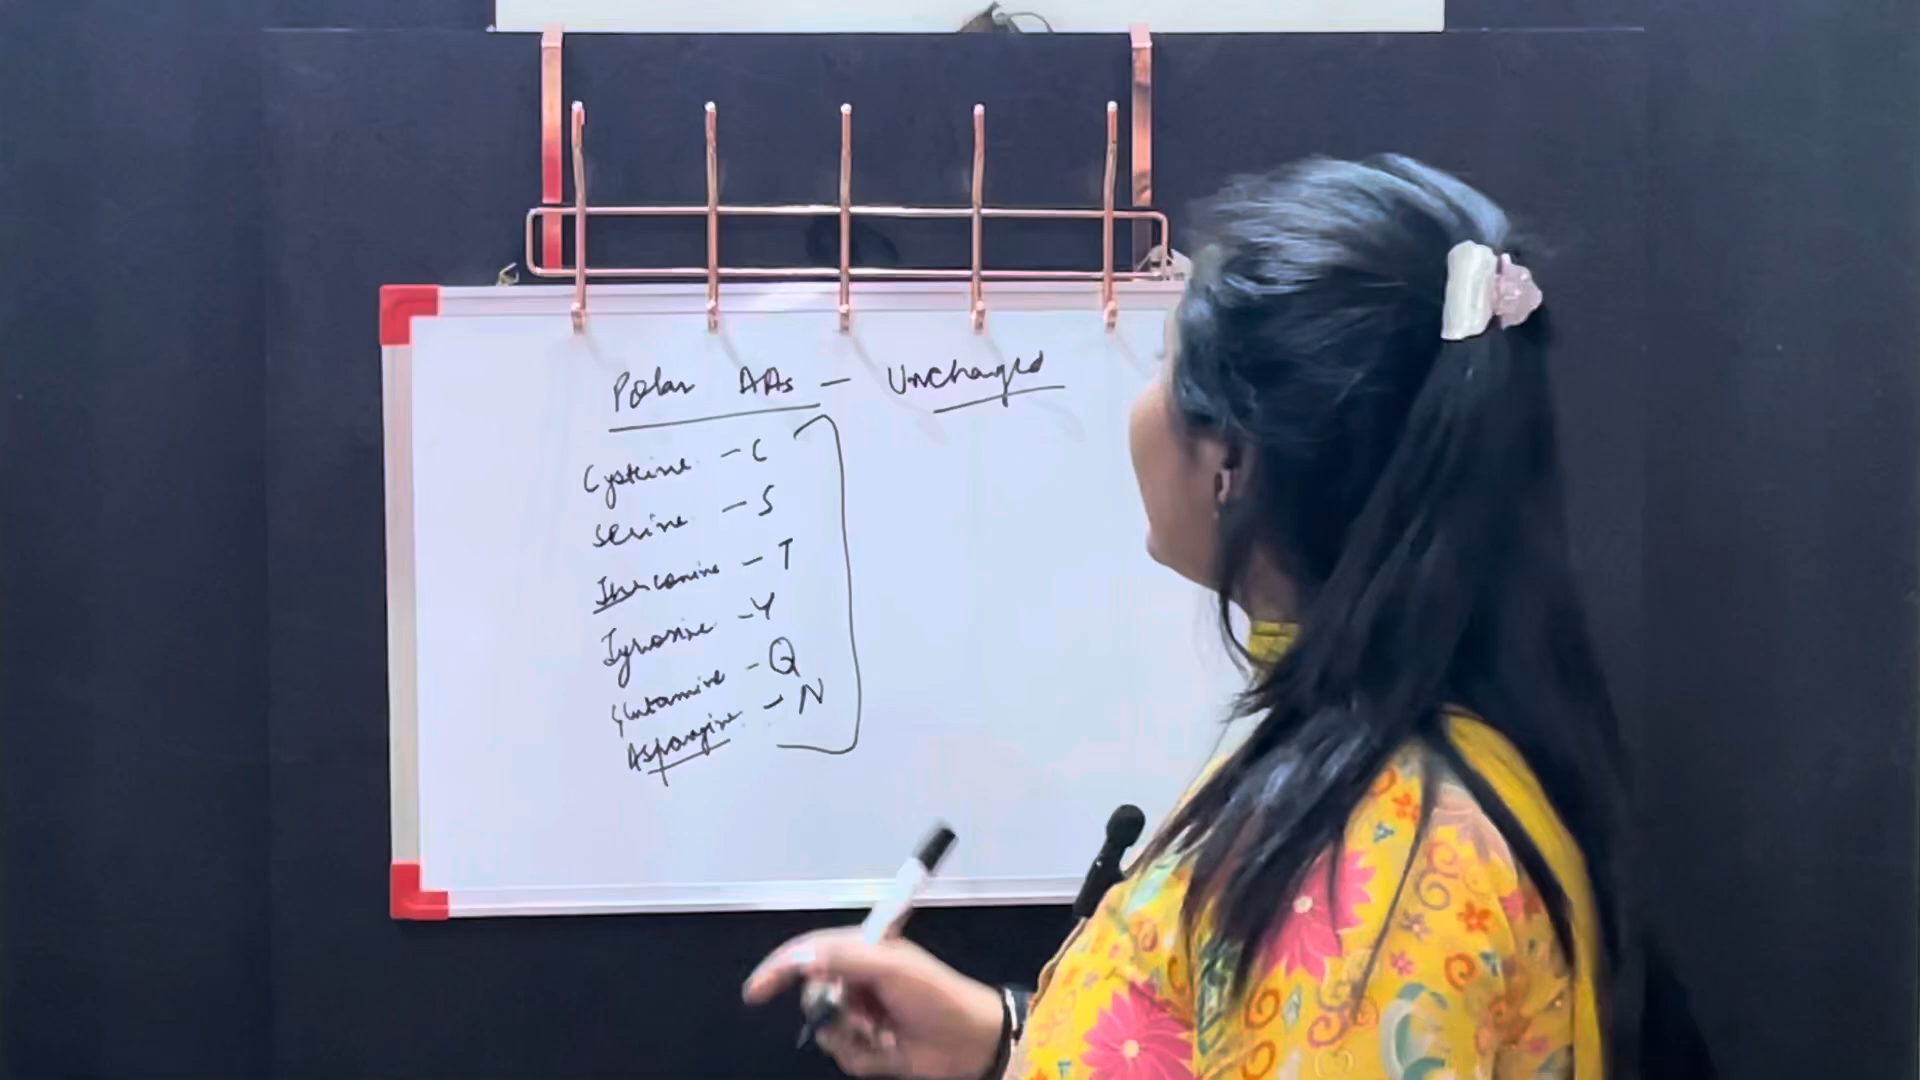 Polar AAs - Uncharged
Cysteine - C
Serine - S
Threonine - T
Tyrosine - Y
Glutamine - Q
Asparagine - N